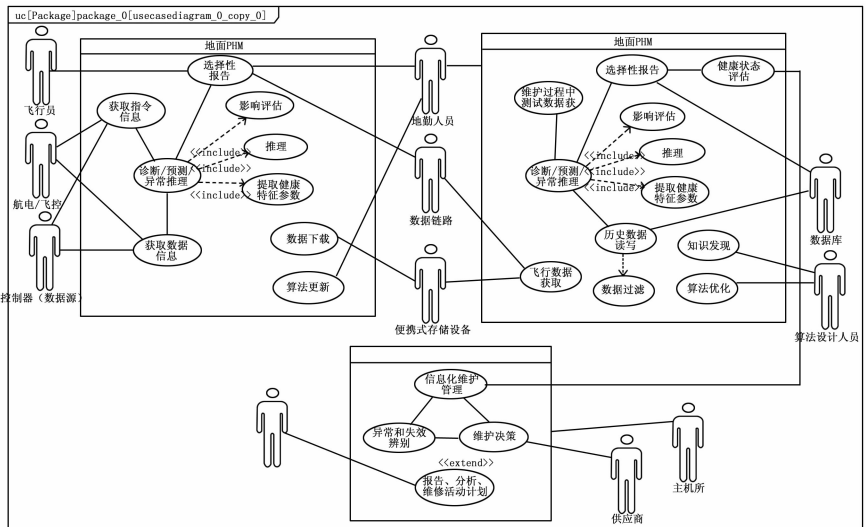 uc[Package]package_0[usecasediagram_0_copy_0]
地面PHM
选择性
报告
获取指令
信息
影响评估
推理
诊断/预测/
异常推理
<<include>>
<<include>>
<<include>>
提取健康
特征参数
获取数据
信息
数据下载
算法更新
飞行员
航电/飞控
控制器（数据源）
地勤人员
数据链路
便携式存储设备
地面PHM
选择性报告
健康状态
评估
维护过程中
测试数据获
影响评估
推理
诊断/预测/
异常推理
<<include>>
<<include>>
<<include>>
提取健康
特征参数
历史数据
读写
知识发现
飞行数据
获取
数据过滤
算法优化
数据库
算法设计人员
信息化维护
管理
异常和失效
辨别
维护决策
<<extend>>
报告、分析、
维修活动计划
供应商
主机所